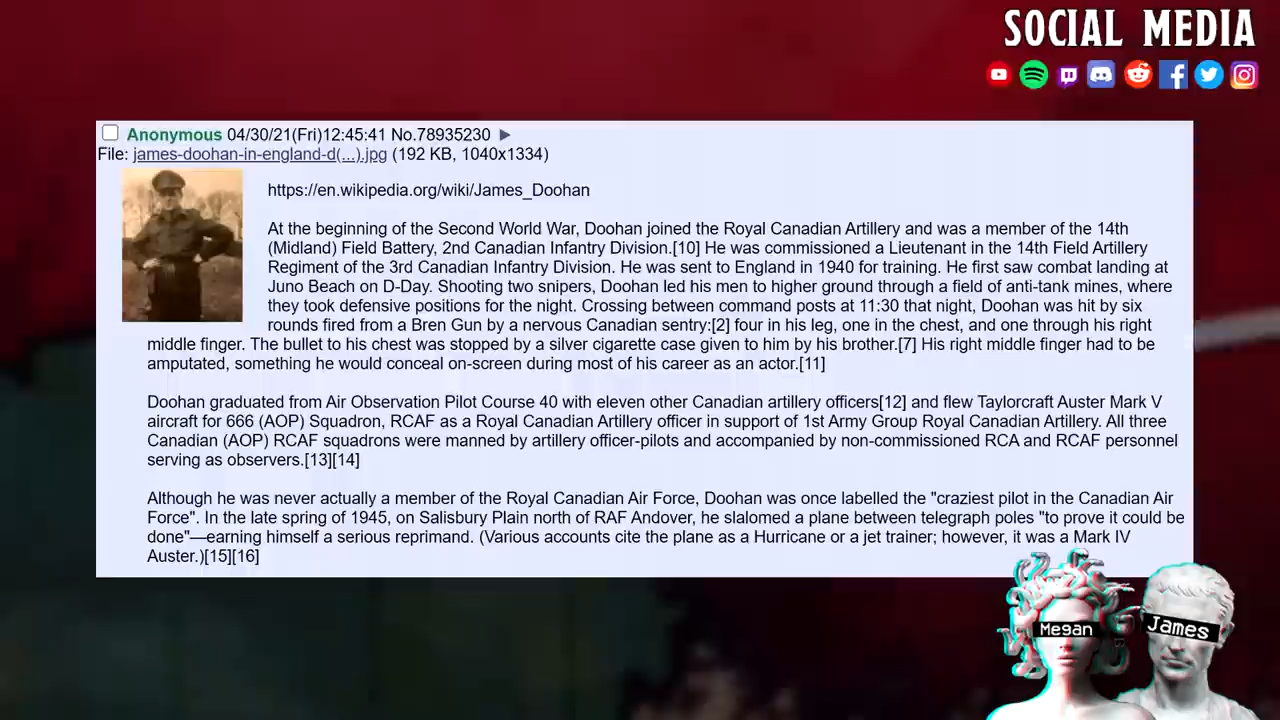 SOCIAL MEDIA
Anonymous 04/30/21(Fri)12:45:41 No.78935230 ▶
File: james-doohan-in-england-d(...).jpg (192 KB, 1040x1334)
https://en.wikipedia.org/wiki/James_Doohan
At the beginning of the Second World War, Doohan joined the Royal Canadian Artillery and was a member of the 14th
(Midland) Field Battery, 2nd Canadian Infantry Division.[10] He was commissioned a Lieutenant in the 14th Field Artillery
Regiment of the 3rd Canadian Infantry Division. He was sent to England in 1940 for training. He first saw combat landing at
Juno Beach on D-Day. Shooting two snipers, Doohan led his men to higher ground through a field of anti-tank mines, where
they took defensive positions for the night. Crossing between command posts at 11:30 that night, Doohan was hit by six
rounds fired from a Bren Gun by a nervous Canadian sentry:[2] four in his leg, one in the chest, and one through his right
middle finger. The bullet to his chest was stopped by a silver cigarette case given to him by his brother.[7] His right middle finger had to be
amputated, something he would conceal on-screen during most of his career as an actor.[11]
Doohan graduated from Air Observation Pilot Course 40 with eleven other Canadian artillery officers[12] and flew Taylorcraft Auster Mark V
aircraft for 666 (AOP) Squadron, RCAF as a Royal Canadian Artillery officer in support of 1st Army Group Royal Canadian Artillery. All three
Canadian (AOP) RCAF squadrons were manned by artillery officer-pilots and accompanied by non-commissioned RCA and RCAF personnel
serving as observers.[13][14]
Although he was never actually a member of the Royal Canadian Air Force, Doohan was once labelled the "craziest pilot in the Canadian Air
Force". In the late spring of 1945, on Salisbury Plain north of RAF Andover, he slalomed a plane between telegraph poles "to prove it could be
done"—earning himself a serious reprimand. (Various accounts cite the plane as a Hurricane or a jet trainer; however, it was a Mark IV
Auster.)[15][16]
Megan
James